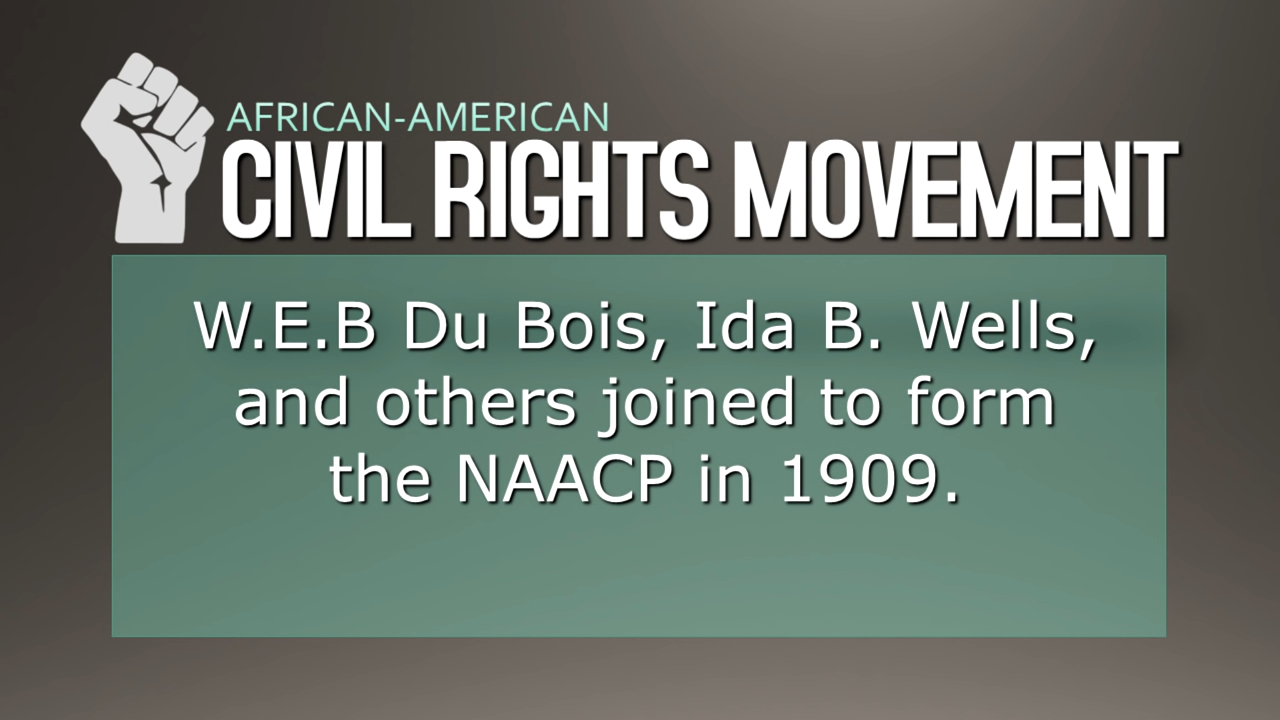 AFRICAN-AMERICAN
CIVIL RIGHTS MOVEMENT
W.E.B Du Bois, Ida B. Wells,
and others joined to form
the NAACP in 1909.